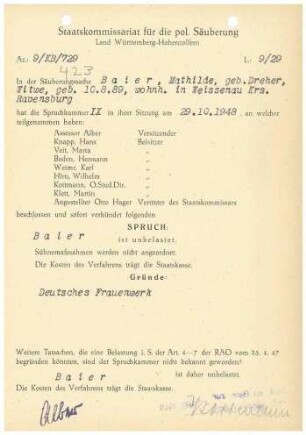 Staatskommissariat für die pol. Säuberung
Land Württemberg-Hohenzollern
Az.: 9/KB/729
L.: 9/29
423
In der Säuberungssache Baier, Mathilde, geb.Dreher,
Witwe, geb. 10.8.89, wohnh. in Weissenau Krs.
Ravensburg
hat die Spruchkammer II in ihrer Sitzung am 29.10.1948, an welcher
teilgenommen haben:
Assessor Alber Vorsitzender
Knapp, Hans Beisitzer
Veit, Marta "
Boden, Hermann "
Weimer, Karl "
Hirn, Wilhelm "
Kottmann, O.Stud.Dir. "
Klett, Martin "
Angestellter Otto Hager Vertreter des Staatskommissars
beschlossen und sofort verkündet folgenden
SPRUCH:
Baier
ist unbelastet.
Sühnemaßnahmen werden nicht angeordnet.
Die Kosten des Verfahrens trägt die Staatskasse.
Gründe:
Deutsches Frauenwerk
Weitere Tatsachen, die eine Belastung i. S. der Art. 4—7 der RAO vom 25. 4. 47
begründen könnten, sind der Spruchkammer nicht bekannt geworden!
Baier ist daher unbelastet.
Die Kosten des Verfahrens trägt die Staatskasse.
Alber